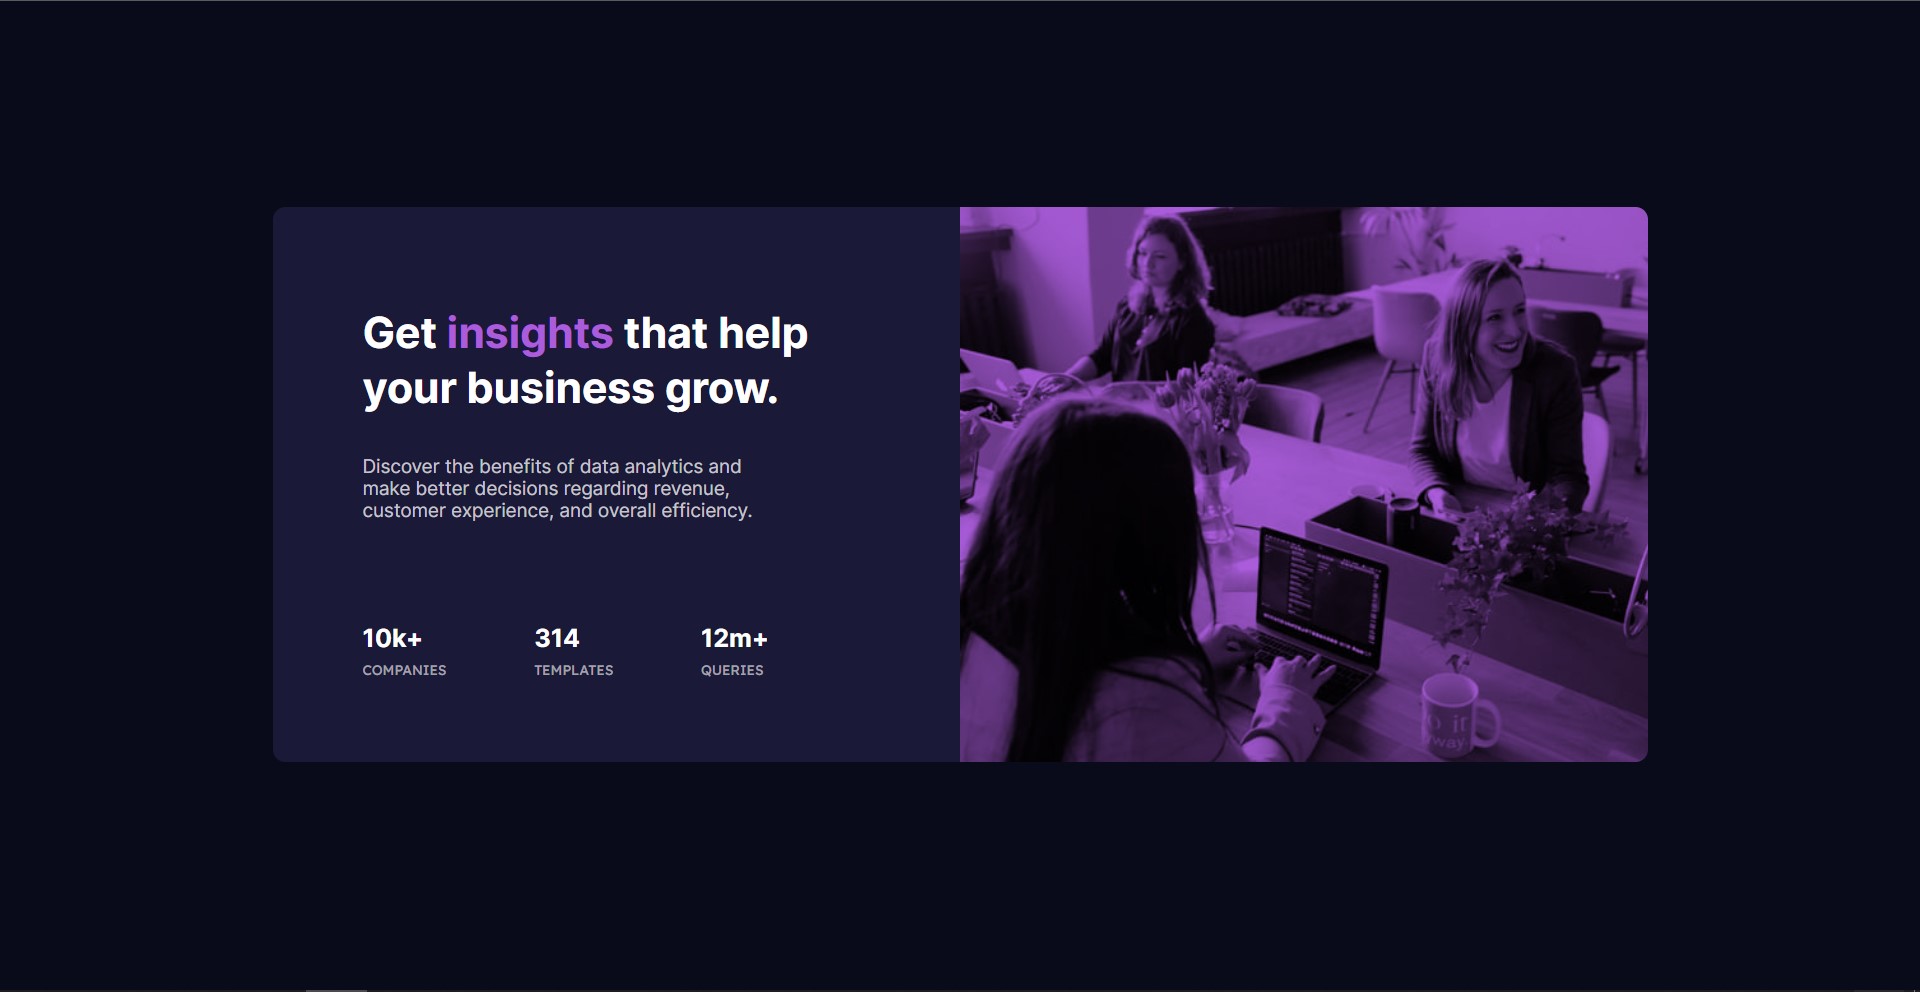 Get insights that help
your business grow.
Discover the benefits of data analytics and
make better decisions regarding revenue,
customer experience, and overall efficiency.
10k+ 314 12m+
COMPANIES TEMPLATES QUERIES